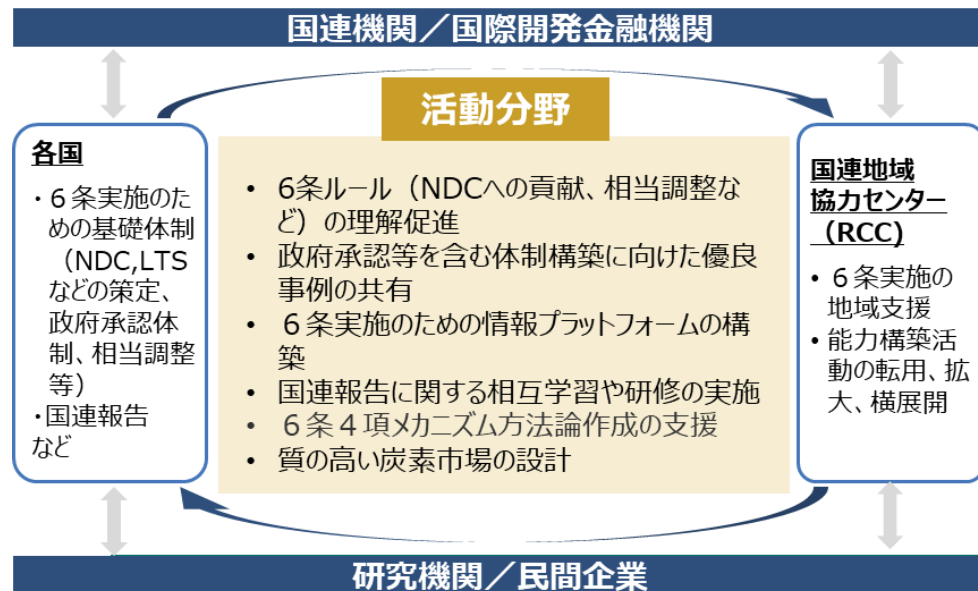 国連機関／国際開発金融機関
活動分野
各国
・６条実施のた
めの基礎体制
（NDC,LTS
などの策定、
政府承認体
制、相当調整
等）
・国連報告
など
• 6条ルール（NDCへの貢献、相当調整な
ど）の理解促進
• 政府承認等を含む体制構築に向けた優良
事例の共有
• ６条実施のための情報プラットフォームの構
築
• 国連報告に関する相互学習や研修の実施
• ６条４項メカニズム方法論作成の支援
• 質の高い炭素市場の設計
国連地域
協力センター
（RCC）
• ６条実施の
地域支援
• 能力構築活
動の転用、拡
大、横展開
研究機関／民間企業